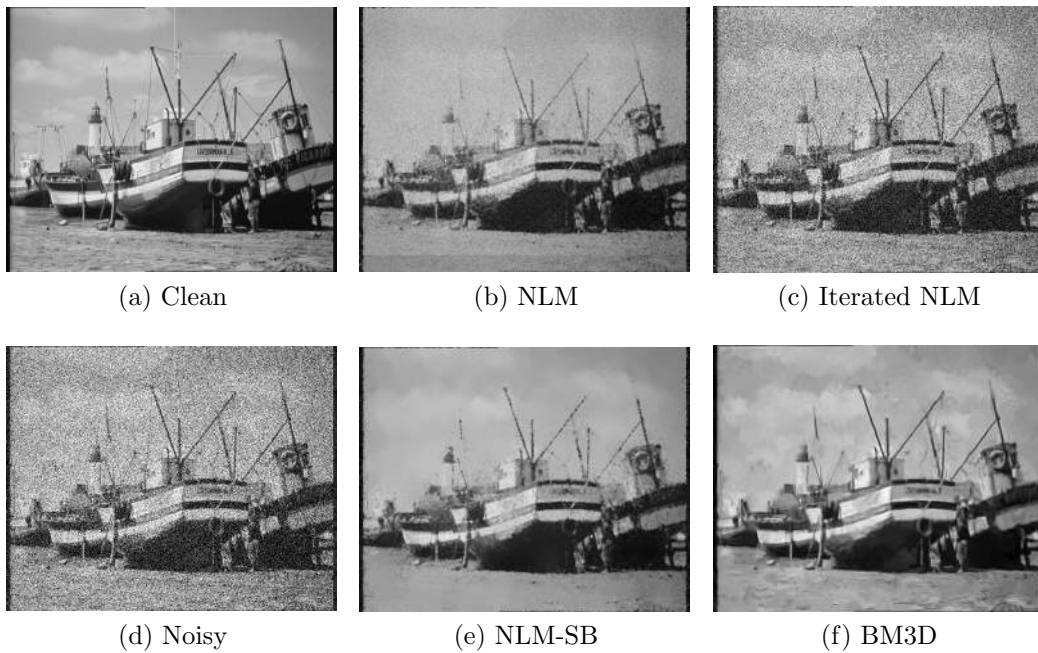 (a) Clean
(b) NLM
(c) Iterated NLM
(d) Noisy
(e) NLM-SB
(f) BM3D